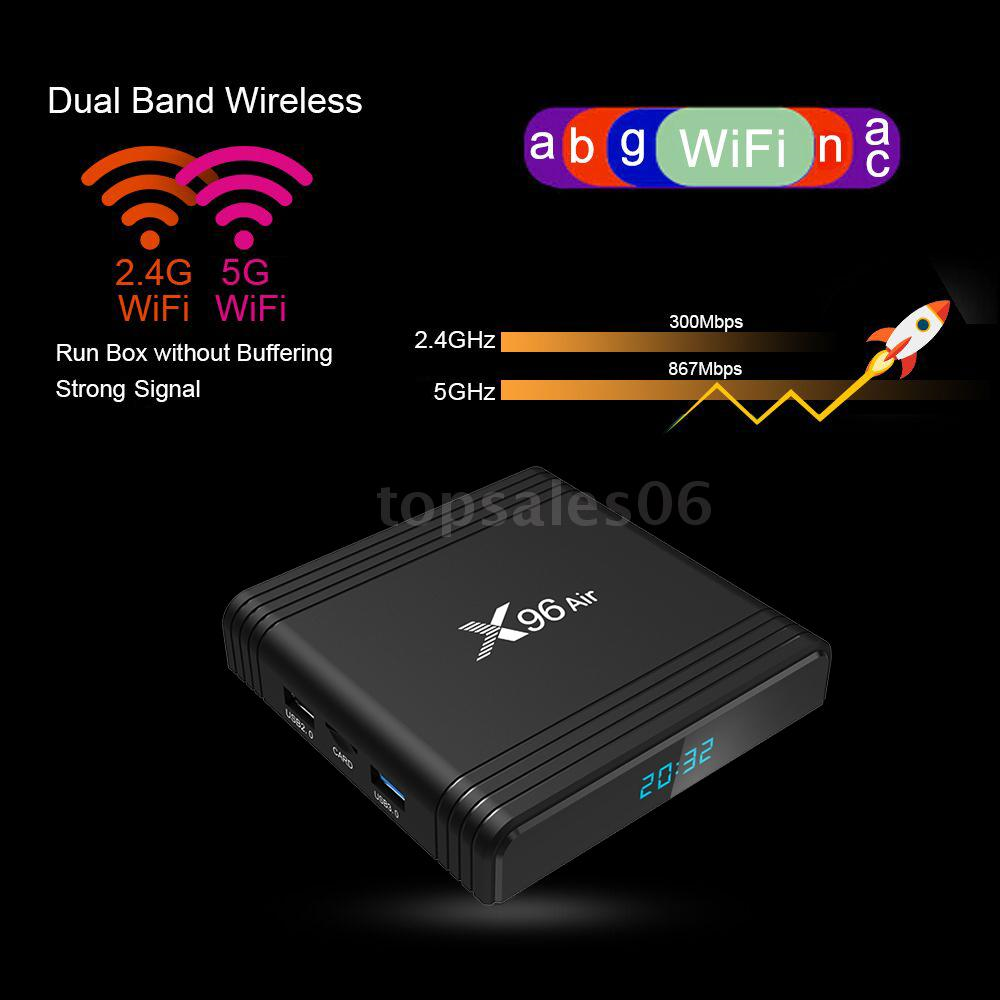 Dual Band Wireless
a b g WiFi n ac
2.4G 5G
WiFi WiFi
Run Box without Buffering
Strong Signal
300Mbps
2.4GHz
867Mbps
5GHz
topsales06
X96 Air
USB2.0
CARD
USB3.0
20:32